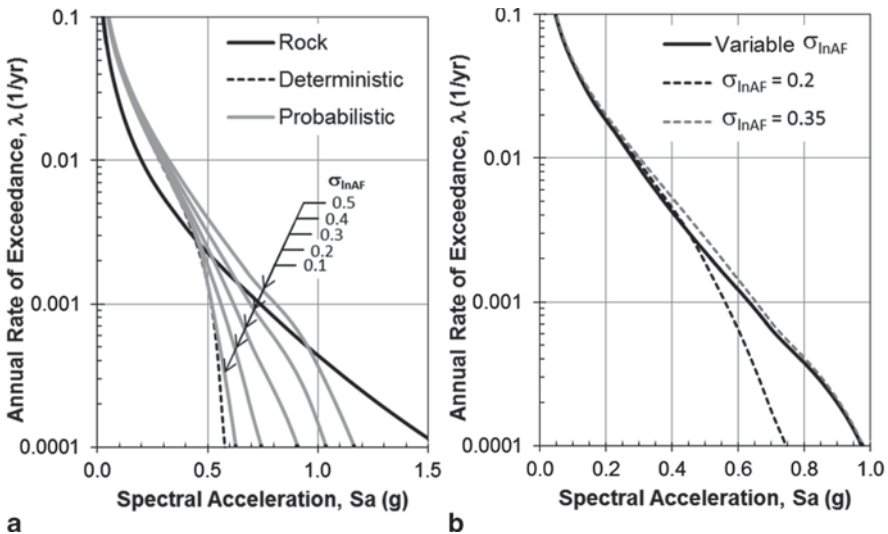 0.1
0.01
0.001
0.0001
Annual Rate of Exceedance, λ (1/yr)
Rock
Deterministic
Probabilistic
σlnAF
0.5
0.4
0.3
0.2
0.1
0.0
0.5
1.0
1.5
Spectral Acceleration, Sa (g)
a
0.1
0.01
0.001
0.0001
Annual Rate of Exceedance, λ (1/yr)
Variable σlnAF
σlnAF = 0.2
σlnAF = 0.35
0.0
0.2
0.4
0.6
0.8
1.0
Spectral Acceleration, Sa (g)
b